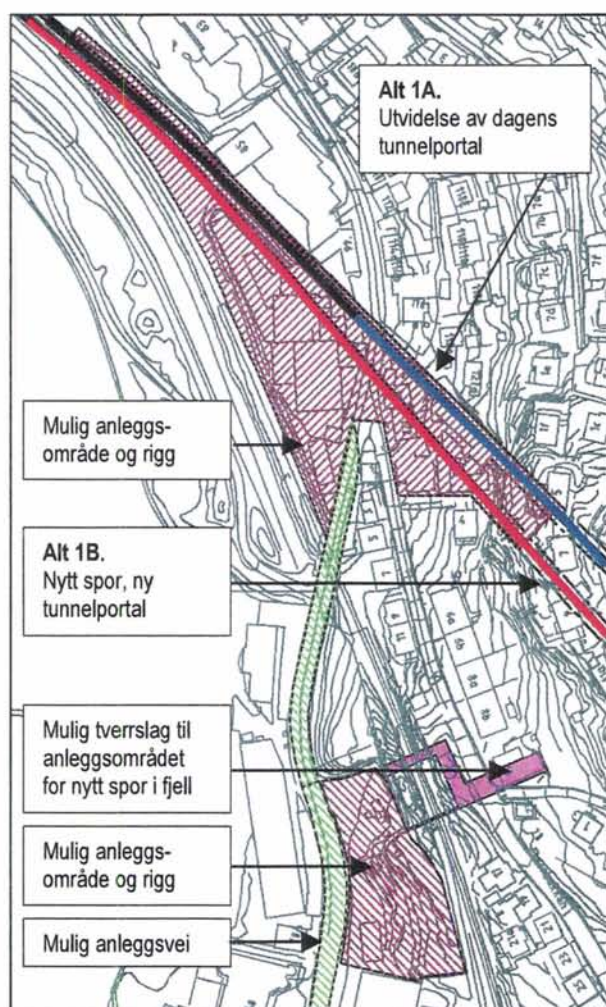 Alt 1A.
Utvidelse av dagens
tunnelportal
Mulig anleggs-
område og rigg
Alt 1B.
Nytt spor, ny
tunnelportal
Mulig tverrslag til
anleggsområdet
for nytt spor i fjell
Mulig anleggs-
område og rigg
Mulig anleggsvei